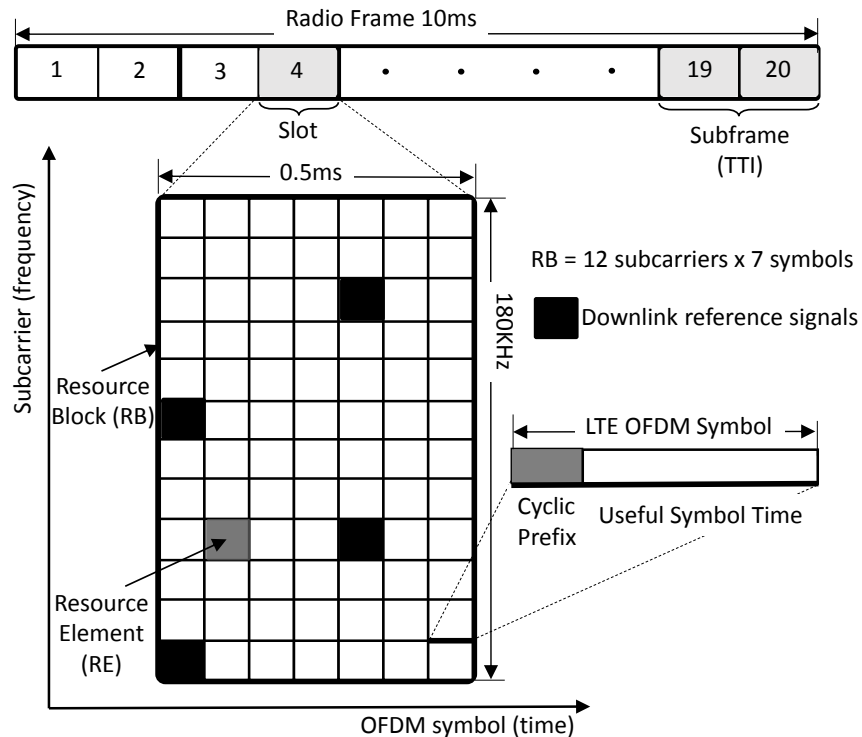 Radio Frame 10ms
1 2 3 4 . . . . 19 20
Slot
Subframe
(TTI)
0.5ms
Subcarrier (frequency)
180KHz
RB = 12 subcarriers x 7 symbols
Downlink reference signals
Resource
Block (RB)
LTE OFDM Symbol
Cyclic
Prefix
Useful Symbol Time
Resource
Element
(RE)
OFDM symbol (time)